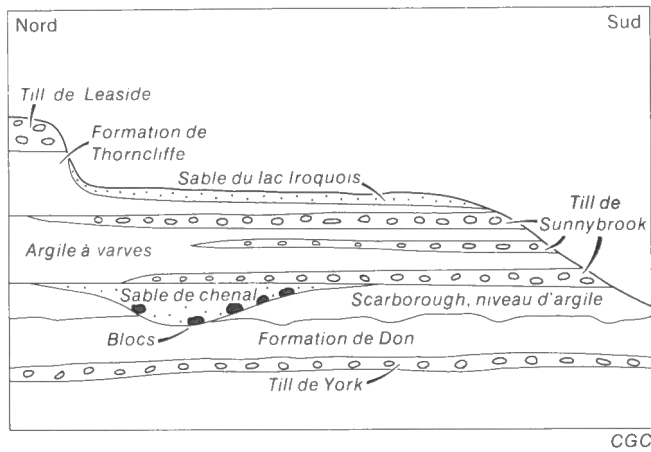 Nord
Sud
Till de Leaside
Formation de
Thorncliffe
Sable du lac Iroquois
Till de
Sunnybrook
Argile à varves
Sable de chenal
Scarborough, niveau d'argile
Blocs
Formation de Don
Till de York
CGC